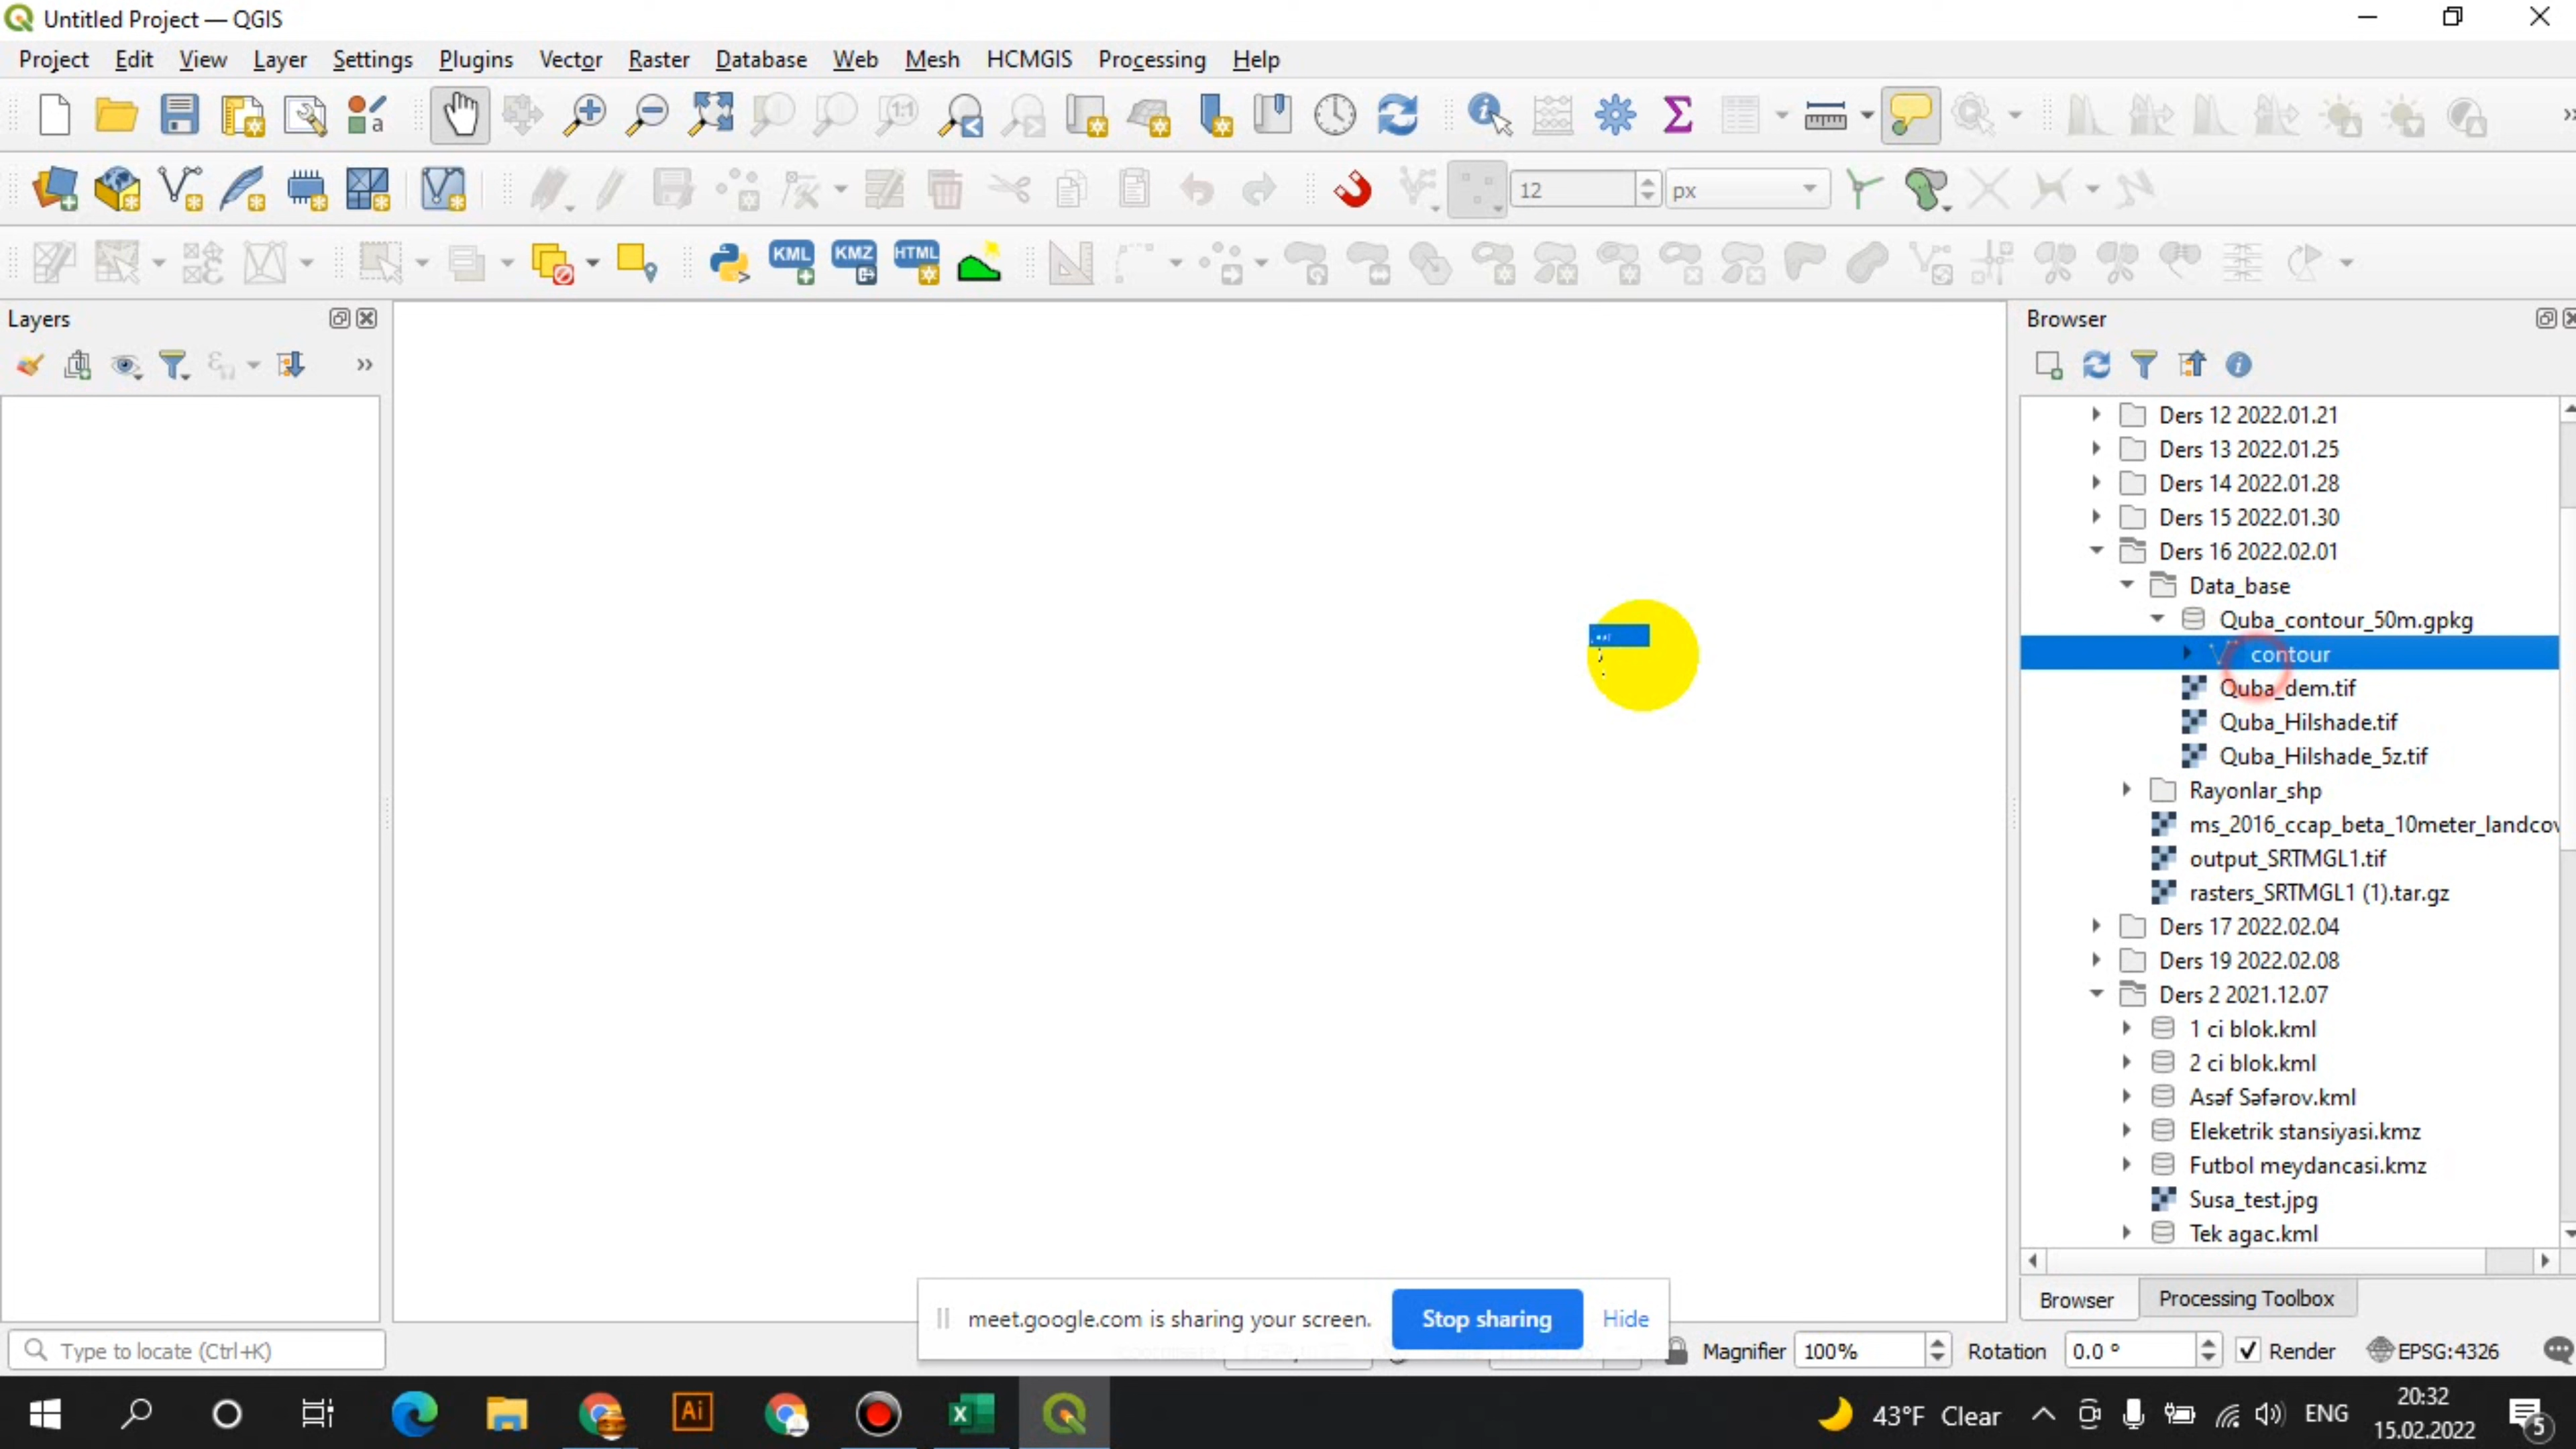 Untitled Project — QGIS
Project Edit View Layer Settings Plugins Vector Raster Database Web Mesh HCMGIS Processing Help
12 px
KML KMZ HTML
Layers
Browser
Ders 12 2022.01.21
Ders 13 2022.01.25
Ders 14 2022.01.28
Ders 15 2022.01.30
Ders 16 2022.02.01
Data_base
Quba_contour_50m.gpkg
contour
Quba_dem.tif
Quba_Hilshade.tif
Quba_Hilshade_5z.tif
Rayonlar_shp
ms_2016_ccap_beta_10meter_landcov
output_SRTMGL1.tif
rasters_SRTMGL1 (1).tar.gz
Ders 17 2022.02.04
Ders 19 2022.02.08
Ders 2 2021.12.07
1 ci blok.kml
2 ci blok.kml
Asəf Səfərov.kml
Eleketrik stansiyasi.kmz
Futbol meydancasi.kmz
Susa_test.jpg
Tek agac.kml
Browser Processing Toolbox
meet.google.com is sharing your screen. Stop sharing Hide
Type to locate (Ctrl+K)
Magnifier 100% Rotation 0.0 ° Render EPSG:4326
Ai
43°F Clear
ENG
20:32
15.02.2022
5